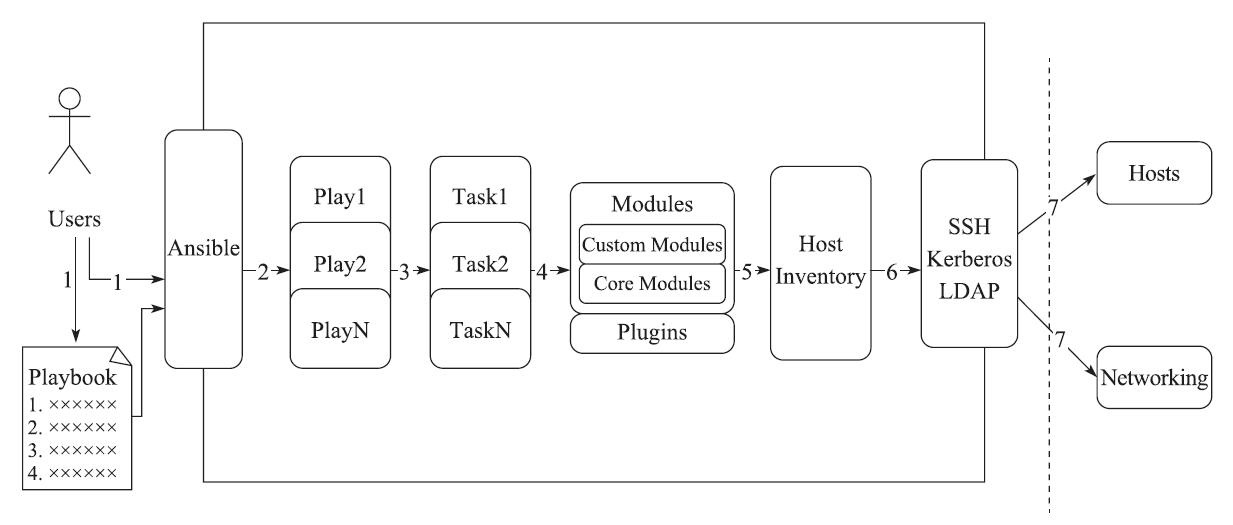 Users
1
1
Playbook
1. ××××××
2. ××××××
3. ××××××
4. ××××××
Ansible
2
Play1
Play2
PlayN
3
Task1
Task2
TaskN
4
Modules
Custom Modules
Core Modules
Plugins
5
Host
Inventory
6
SSH
Kerberos
LDAP
7
7
Hosts
Networking